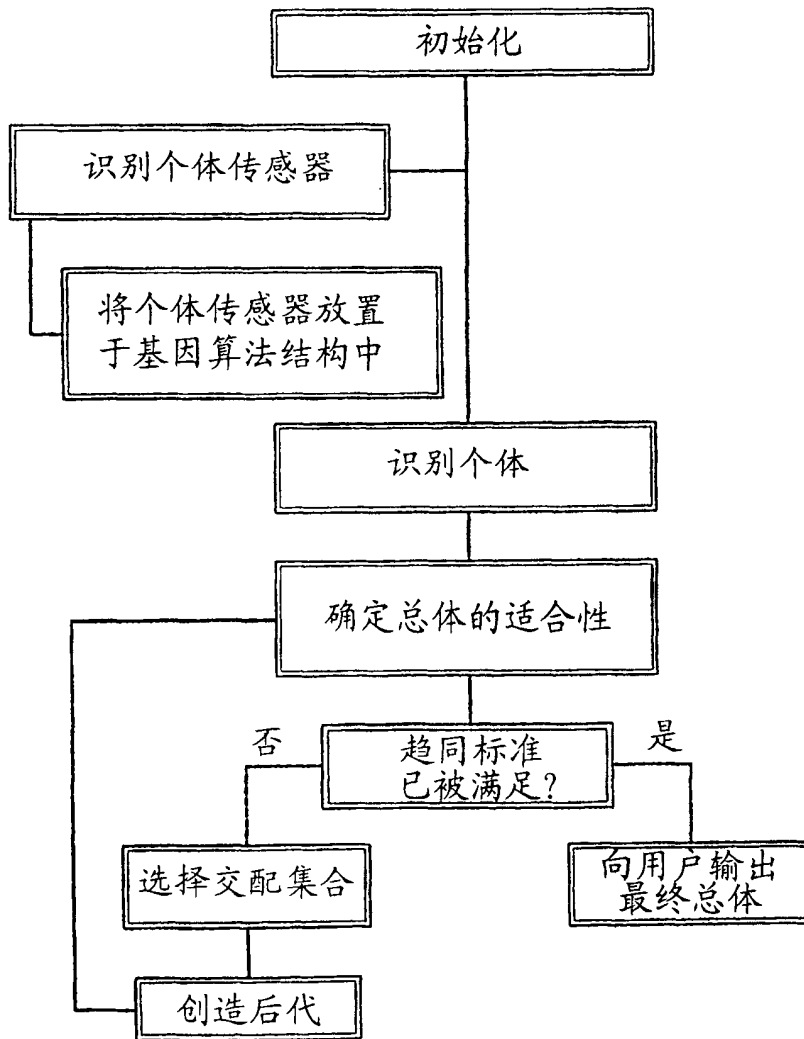 初始化
识别个体传感器
将个体传感器放置
于基因算法结构中
识别个体
确定总体的适合性
否
趋同标准
已被满足?
是
选择交配集合
向用户输出
最终总体
创造后代